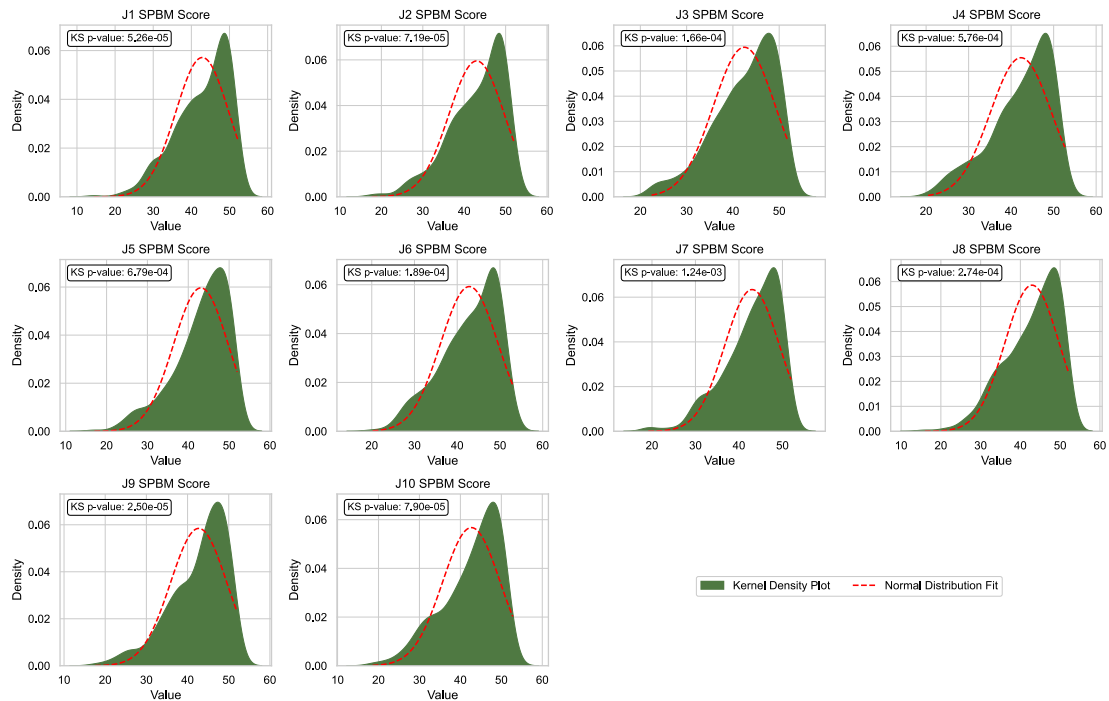 J1 SPBM Score
KS p-value: 5.26e-05
0.06
0.04
0.02
0.00
Density
10 20 30 40 50 60
Value
J2 SPBM Score
KS p-value: 7.19e-05
0.06
0.04
0.02
0.00
Density
10 20 30 40 50 60
Value
J3 SPBM Score
KS p-value: 1.66e-04
0.06
0.05
0.04
0.03
0.02
0.01
0.00
Density
20 30 40 50
Value
J4 SPBM Score
KS p-value: 5.76e-04
0.06
0.05
0.04
0.03
0.02
0.01
0.00
Density
20 30 40 50 60
Value
J5 SPBM Score
KS p-value: 6.79e-04
0.06
0.04
0.02
0.00
Density
10 20 30 40 50 60
Value
J6 SPBM Score
KS p-value: 1.89e-04
0.06
0.04
0.02
0.00
Density
20 30 40 50 60
Value
J7 SPBM Score
KS p-value: 1.24e-03
0.06
0.04
0.02
0.00
Density
20 30 40 50
Value
J8 SPBM Score
KS p-value: 2.74e-04
0.06
0.05
0.04
0.03
0.02
0.01
0.00
Density
10 20 30 40 50 60
Value
J9 SPBM Score
KS p-value: 2.50e-05
0.06
0.04
0.02
0.00
Density
10 20 30 40 50 60
Value
J10 SPBM Score
KS p-value: 7.90e-05
0.06
0.04
0.02
0.00
Density
10 20 30 40 50 60
Value
Kernel Density Plot
Normal Distribution Fit